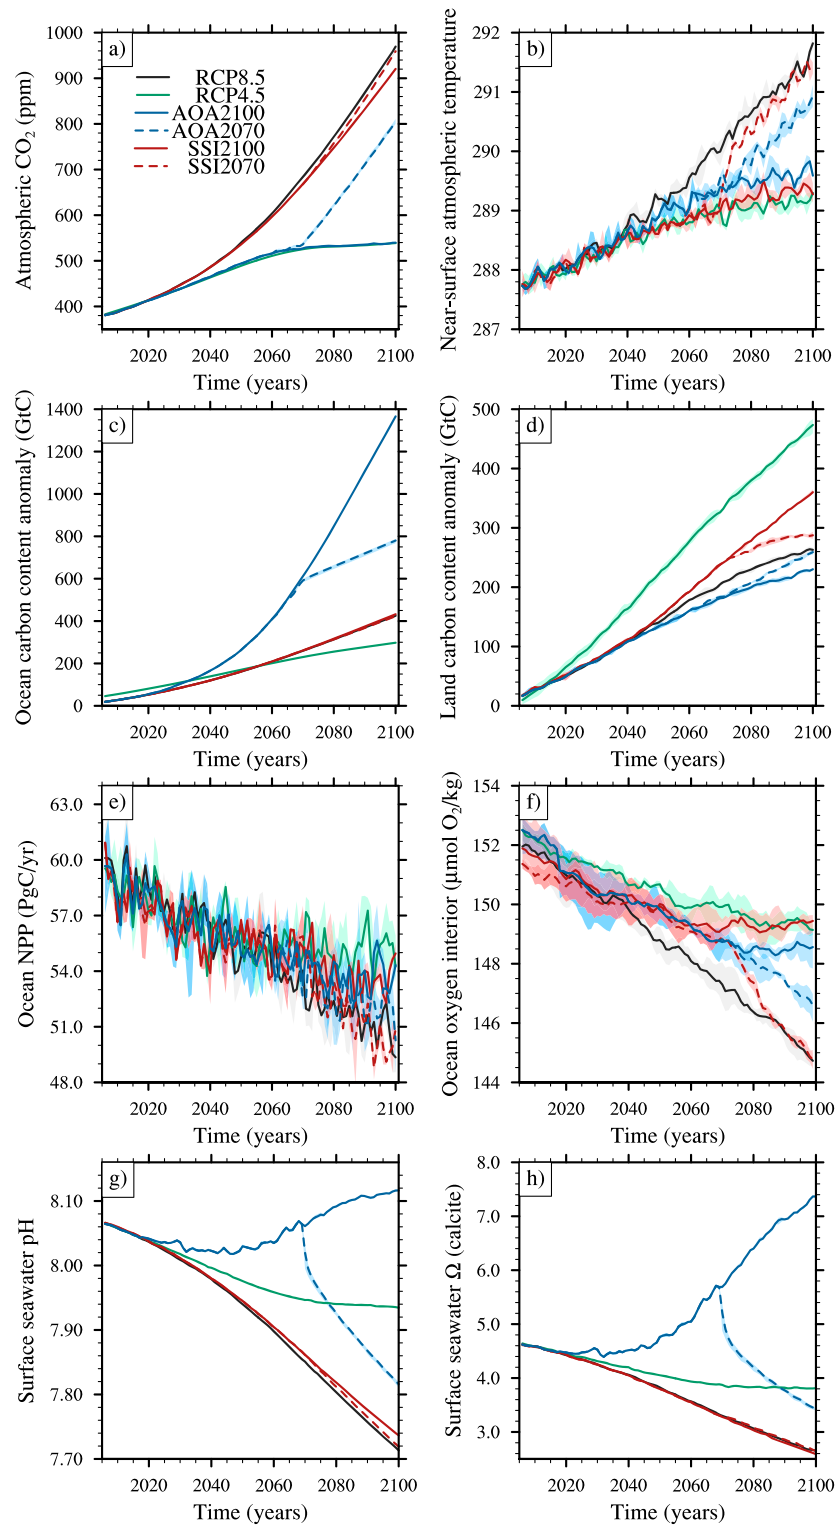 a)
Atmospheric CO2 (ppm)
1000
900
800
700
600
500
400
RCP8.5
RCP4.5
AOA2100
AOA2070
SSI2100
SSI2070
2020 2040 2060 2080 2100
Time (years)
b)
Near-surface atmospheric temperature
292
291
290
289
288
287
2020 2040 2060 2080 2100
Time (years)
c)
Ocean carbon content anomaly (GtC)
1400
1200
1000
800
600
400
200
0
2020 2040 2060 2080 2100
Time (years)
d)
Land carbon content anomaly (GtC)
500
400
300
200
100
0
2020 2040 2060 2080 2100
Time (years)
e)
Ocean NPP (PgC/yr)
63.0
60.0
57.0
54.0
51.0
48.0
2020 2040 2060 2080 2100
Time (years)
f)
Ocean oxygen interior (μmol O2/kg)
154
152
150
148
146
144
2020 2040 2060 2080 2100
Time (years)
g)
Surface seawater pH
8.10
8.00
7.90
7.80
7.70
2020 2040 2060 2080 2100
Time (years)
h)
Surface seawater Ω (calcite)
8.0
7.0
6.0
5.0
4.0
3.0
2020 2040 2060 2080 2100
Time (years)